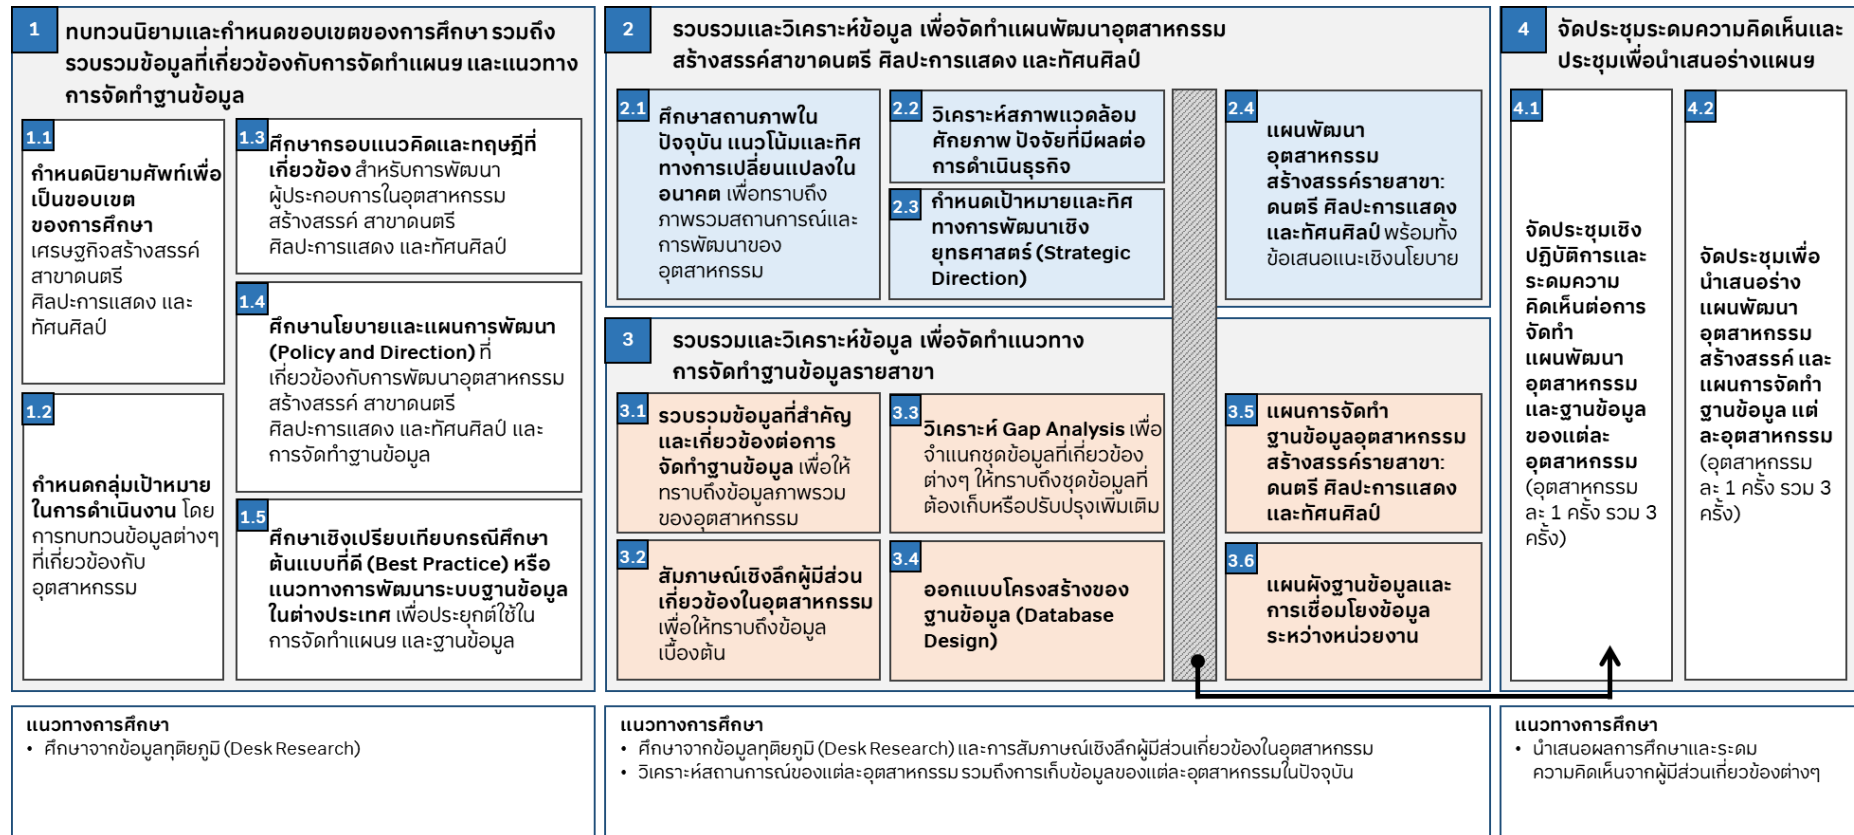 1
ทบทวนนิยามและกำหนดขอบเขตของการศึกษา รวมถึง
รวบรวมข้อมูลที่เกี่ยวข้องกับการจัดทำแผนฯ และแนวทาง
การจัดทำฐานข้อมูล
1.1
กำหนดนิยามศัพท์เพื่อ
เป็นขอบเขต
ของการศึกษา
เศรษฐกิจสร้างสรรค์
สาขาดนตรี
ศิลปะการแสดง และ
ทัศนศิลป์
1.2
กำหนดกลุ่มเป้าหมาย
ในการดำเนินงาน โดย
การทบทวนข้อมูลต่างๆ
ที่เกี่ยวข้องกับ
อุตสาหกรรม
1.3
ศึกษากรอบแนวคิดและทฤษฎีที่
เกี่ยวข้อง สำหรับการพัฒนา
ผู้ประกอบการในอุตสาหกรรม
สร้างสรรค์ สาขาดนตรี
ศิลปะการแสดง และทัศนศิลป์
1.4
ศึกษานโยบายและแผนการพัฒนา
(Policy and Direction) ที่
เกี่ยวข้องกับการพัฒนาอุตสาหกรรม
สร้างสรรค์ สาขาดนตรี
ศิลปะการแสดง และทัศนศิลป์ และ
การจัดทำฐานข้อมูล
1.5
ศึกษาเชิงเปรียบเทียบกรณีศึกษา
ต้นแบบที่ดี (Best Practice) หรือ
แนวทางการพัฒนาระบบฐานข้อมูล
ในต่างประเทศ เพื่อประยุกต์ใช้ใน
การจัดทำแผนฯ และฐานข้อมูล
2
รวบรวมและวิเคราะห์ข้อมูล เพื่อจัดทำแผนพัฒนาอุตสาหกรรม
สร้างสรรค์สาขาดนตรี ศิลปะการแสดง และทัศนศิลป์
2.1
ศึกษาสถานภาพใน
ปัจจุบัน แนวโน้มและทิศ
ทางการเปลี่ยนแปลงใน
อนาคต เพื่อทราบถึง
ภาพรวมสถานการณ์และ
การพัฒนาของ
อุตสาหกรรม
2.2
วิเคราะห์สภาพแวดล้อม
ศักยภาพ ปัจจัยที่มีผลต่อ
การดำเนินธุรกิจ
2.3
กำหนดเป้าหมายและทิศ
ทางการพัฒนาเชิง
ยุทธศาสตร์ (Strategic
Direction)
2.4
แผนพัฒนา
อุตสาหกรรม
สร้างสรรค์รายสาขา:
ดนตรี ศิลปะการแสดง
และทัศนศิลป์ พร้อมทั้ง
ข้อเสนอแนะเชิงนโยบาย
3
รวบรวมและวิเคราะห์ข้อมูล เพื่อจัดทำแนวทาง
การจัดทำฐานข้อมูลรายสาขา
3.1
รวบรวมข้อมูลที่สำคัญ
และเกี่ยวข้องต่อการ
จัดทำฐานข้อมูล เพื่อให้
ทราบถึงข้อมูลภาพรวม
ของอุตสาหกรรม
3.2
สัมภาษณ์เชิงลึกผู้มีส่วน
เกี่ยวข้องในอุตสาหกรรม
เพื่อให้ทราบถึงข้อมูล
เบื้องต้น
3.3
วิเคราะห์ Gap Analysis เพื่อ
จำแนกชุดข้อมูลที่เกี่ยวข้อง
ต่างๆ ให้ทราบถึงชุดข้อมูลที่
ต้องเก็บหรือปรับปรุงเพิ่มเติม
3.4
ออกแบบโครงสร้างของ
ฐานข้อมูล (Database
Design)
3.5
แผนการจัดทำ
ฐานข้อมูลอุตสาหกรรม
สร้างสรรค์รายสาขา:
ดนตรี ศิลปะการแสดง
และทัศนศิลป์
3.6
แผนผังฐานข้อมูลและ
การเชื่อมโยงข้อมูล
ระหว่างหน่วยงาน
4
จัดประชุมระดมความคิดเห็นและ
ประชุมเพื่อนำเสนอร่างแผนฯ
4.1
จัดประชุมเชิง
ปฏิบัติการและ
ระดมความ
คิดเห็นต่อการ
จัดทำ
แผนพัฒนา
อุตสาหกรรม
และฐานข้อมูล
ของแต่ละ
อุตสาหกรรม
(อุตสาหกรรม
ละ 1 ครั้ง รวม 3
ครั้ง)
4.2
จัดประชุมเพื่อ
นำเสนอร่าง
แผนพัฒนา
อุตสาหกรรม
สร้างสรรค์ และ
แผนการจัดทำ
ฐานข้อมูล แต่
ละอุตสาหกรรม
(อุตสาหกรรม
ละ 1 ครั้ง รวม 3
ครั้ง)
แนวทางการศึกษา
• ศึกษาจากข้อมูลทุติยภูมิ (Desk Research)
แนวทางการศึกษา
• ศึกษาจากข้อมูลทุติยภูมิ (Desk Research) และการสัมภาษณ์เชิงลึกผู้มีส่วนเกี่ยวข้องในอุตสาหกรรม
• วิเคราะห์สถานการณ์ของแต่ละอุตสาหกรรม รวมถึงการเก็บข้อมูลของแต่ละอุตสาหกรรมในปัจจุบัน
แนวทางการศึกษา
• นำเสนอผลการศึกษาและระดม
ความคิดเห็นจากผู้มีส่วนเกี่ยวข้องต่างๆ